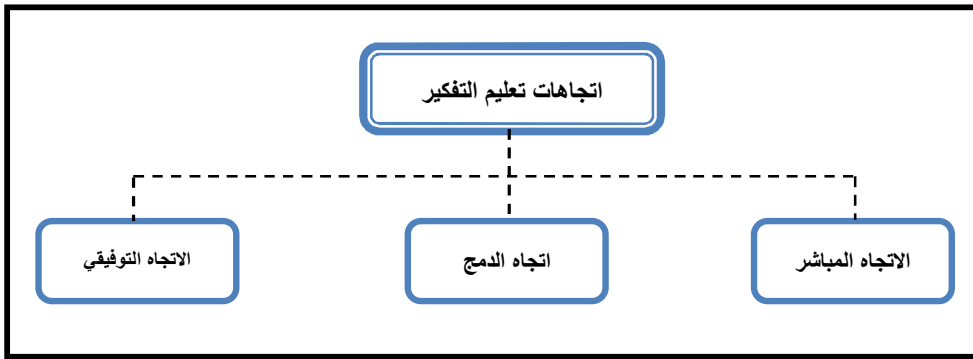 اتجاهات تعليم التفكير
الاتجاه المباشر
اتجاه الدمج
الاتجاه التوفيقي